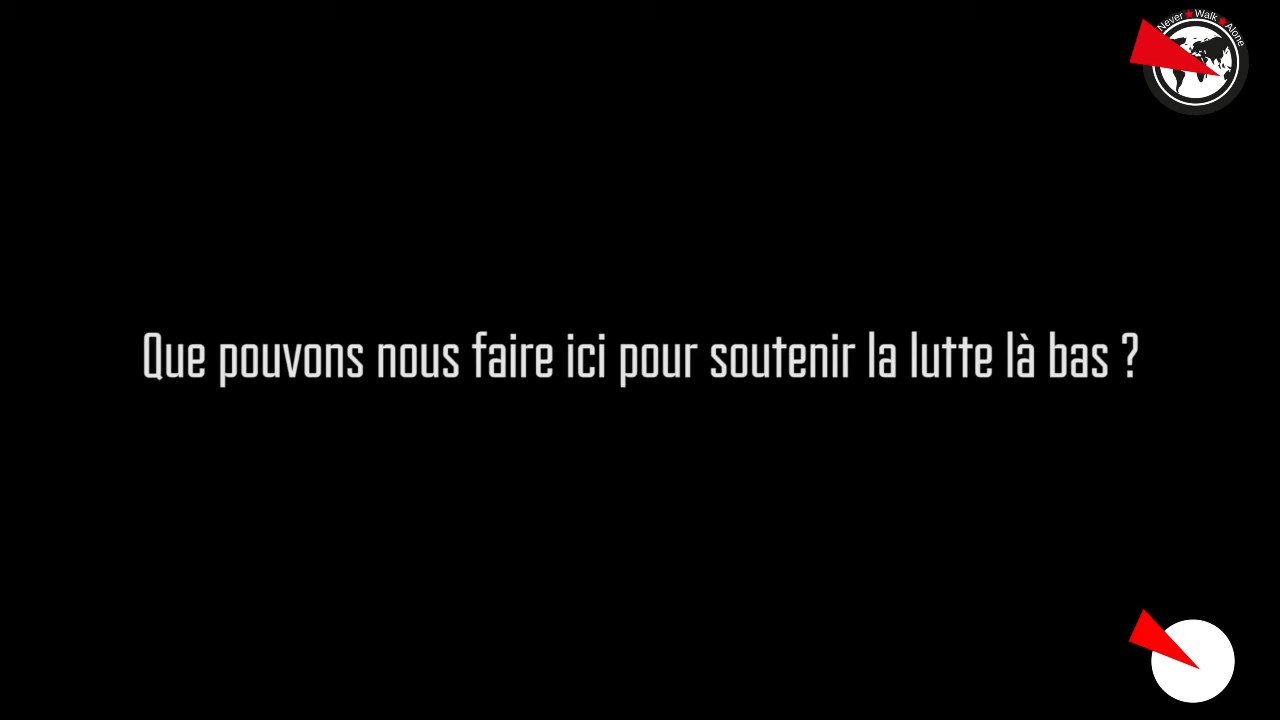 Never Walk Alone
Que pouvons nous faire ici pour soutenir la lutte là bas ?